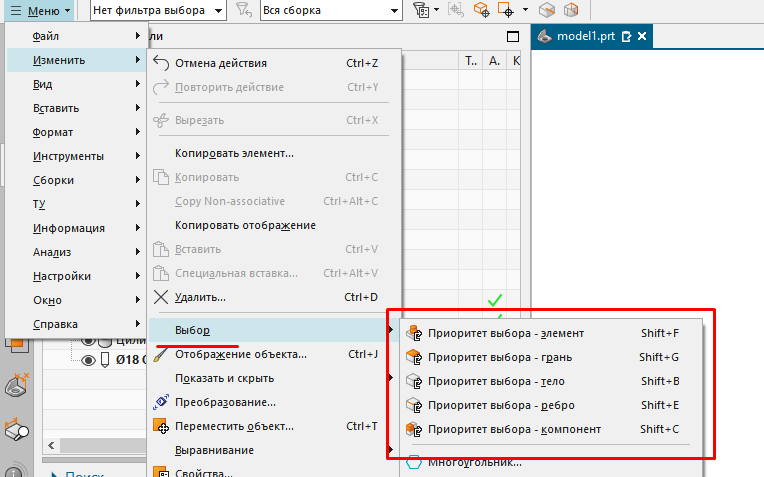 Меню
Нет фильтра выбора
Вся сборка
Файл
Изменить
Вид
Вставить
Формат
Инструменты
Сборки
ТУ
Информация
Анализ
Настройки
Окно
Справка
ли
Т..
А.
К
model1.prt
Отмена действия Ctrl+Z
Повторить действие Ctrl+Y
Вырезать Ctrl+X
Копировать элемент...
Копировать Ctrl+C
Copy Non-associative Ctrl+Alt+C
Копировать отображение
Вставить Ctrl+V
Специальная вставка... Ctrl+Alt+V
Удалить... Ctrl+D
Выбор
Отображение объекта... Ctrl+J
Показать и скрыть
Преобразование...
Переместить объект... Ctrl+T
Выравнивание
Свойства...
Приоритет выбора - элемент Shift+F
Приоритет выбора - грань Shift+G
Приоритет выбора - тело Shift+B
Приоритет выбора - ребро Shift+E
Приоритет выбора - компонент Shift+C
Многоугольник...
Цили
Ø18 О
Поиск